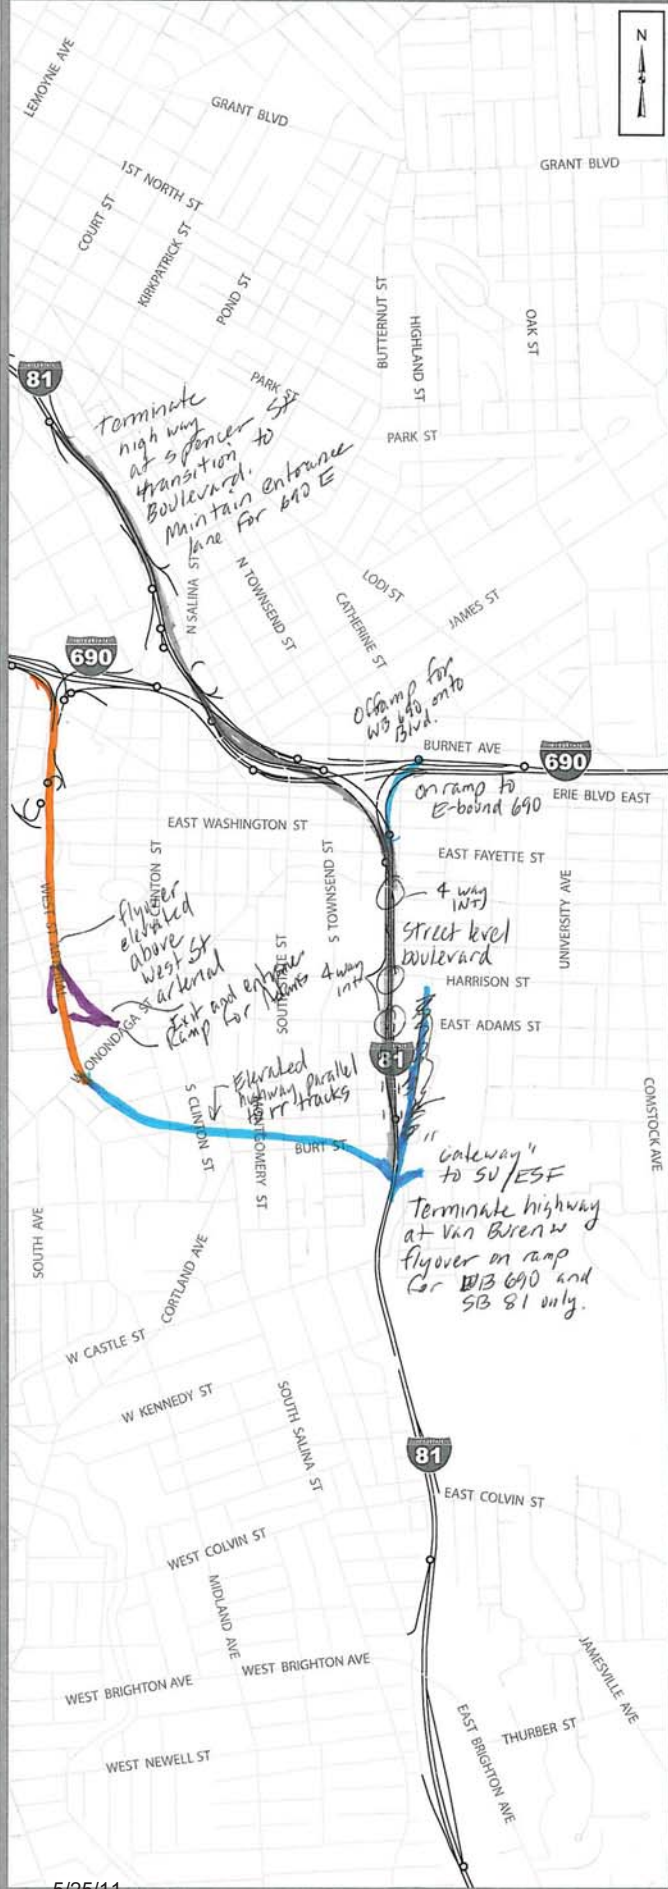 N
LEMOYNE AVE
GRANT BLVD
GRANT BLVD
1ST NORTH ST
COURT ST
KIRKPATRICK ST
POND ST
BUTTERNUT ST
HIGHLAND ST
OAK ST
81
PARK ST
PARK ST
Terminate
high way
at spencer St
transition to
Boulevard.
Maintain entrance
lane for 690 E
N SALINA ST
N TOWNSEND ST
LODI ST
CATHERINE ST
JAMES ST
690
Offramp for
WB 690 onto
Blvd.
BURNET AVE
690
on ramp to
E-bound 690
ERIE BLVD EAST
EAST WASHINGTON ST
EAST FAYETTE ST
S TOWNSEND ST
UNIVERSITY AVE
4 way
INT
flyover
elevated
above
West St
arterial
Street level
boulevard
4 way
int
HARRISON ST
EAST ADAMS ST
Exit and entrance
Ramp for Adams
W ONONDAGA ST
81
Elevated
highway parallel
to rr tracks
S CLINTON ST
MONTGOMERY ST
BURT ST
COMSTOCK AVE
"Gateway"
to SU/ESF
Terminate highway
at Van Buren w
flyover on ramp
for WB 690 and
SB 81 only.
SOUTH AVE
CORTLAND AVE
W CASTLE ST
W KENNEDY ST
SOUTH SALINA ST
81
EAST COLVIN ST
WEST COLVIN ST
MIDLAND AVE
WEST BRIGHTON AVE
WEST BRIGHTON AVE
JAMESVILLE AVE
EAST BRIGHTON AVE
THURBER ST
WEST NEWELL ST
5/25/11